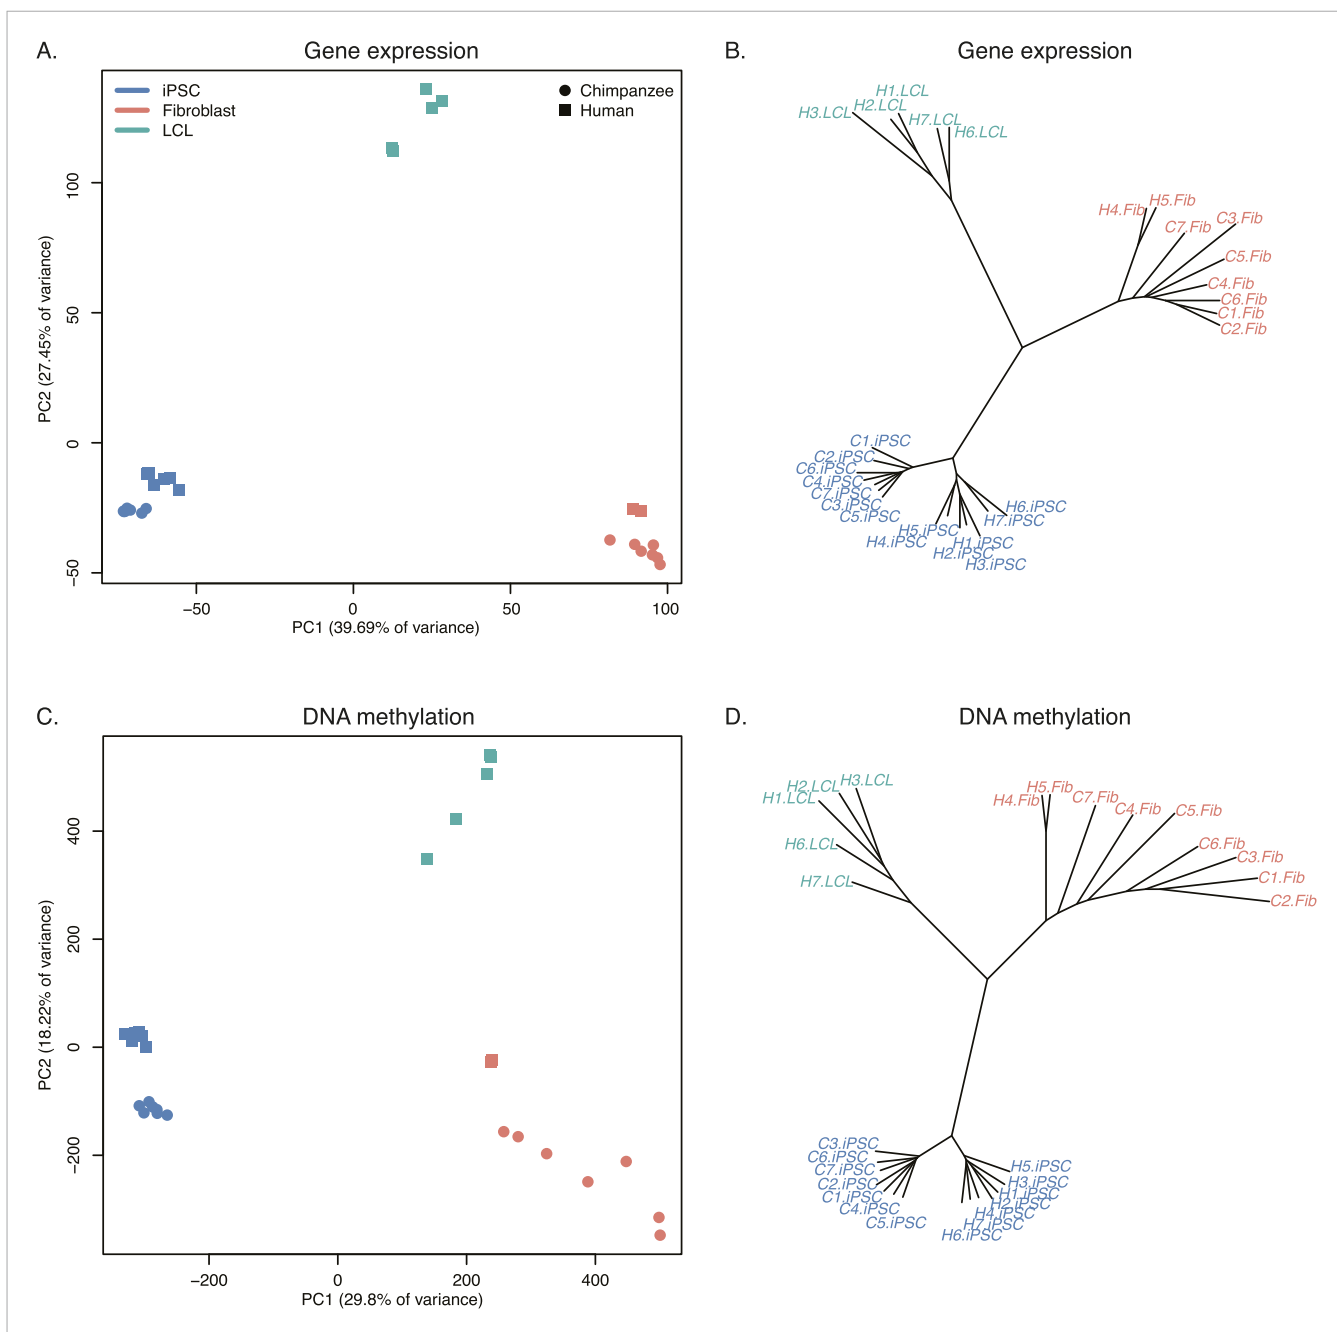 A.
Gene expression
iPSC
Fibroblast
LCL
Chimpanzee
Human
PC2 (27.45% of variance)
100
50
0
−50
−50
0
50
100
PC1 (39.69% of variance)
B.
Gene expression
H1.LCL
H2.LCL
H3.LCL
H7.LCL
H6.LCL
H5.Fib
H4.Fib
C3.Fib
C7.Fib
C5.Fib
C4.Fib
C6.Fib
C1.Fib
C2.Fib
C1.iPSC
C2.iPSC
C6.iPSC
C4.iPSC
C7.iPSC
C3.iPSC
C5.iPSC
H6.iPSC
H7.iPSC
H5.iPSC
H4.iPSC
H1.iPSC
H2.iPSC
H3.iPSC
C.
DNA methylation
PC2 (18.22% of variance)
400
200
0
−200
−200
0
200
400
PC1 (29.8% of variance)
D.
DNA methylation
H3.LCL
H2.LCL
H1.LCL
H6.LCL
H7.LCL
H5.Fib
H4.Fib
C7.Fib
C4.Fib
C5.Fib
C6.Fib
C3.Fib
C1.Fib
C2.Fib
C3.iPSC
C6.iPSC
C7.iPSC
C2.iPSC
C1.iPSC
C4.iPSC
C5.iPSC
H5.iPSC
H3.iPSC
H1.iPSC
H2.iPSC
H4.iPSC
H7.iPSC
H6.iPSC